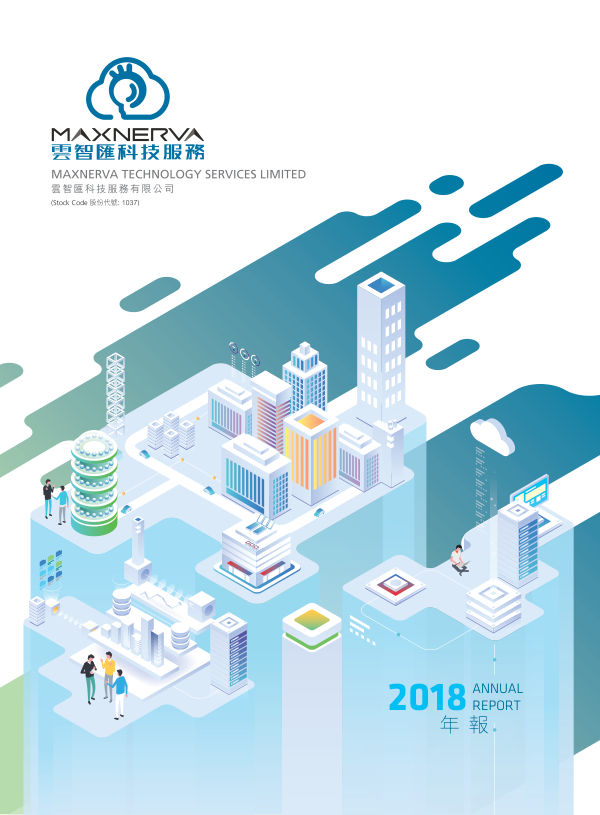 MAXNERVA
雲智匯科技服務
MAXNERVA TECHNOLOGY SERVICES LIMITED
雲智匯科技服務有限公司
(Stock Code 股份代號: 1037)
2018 ANNUAL REPORT
年報